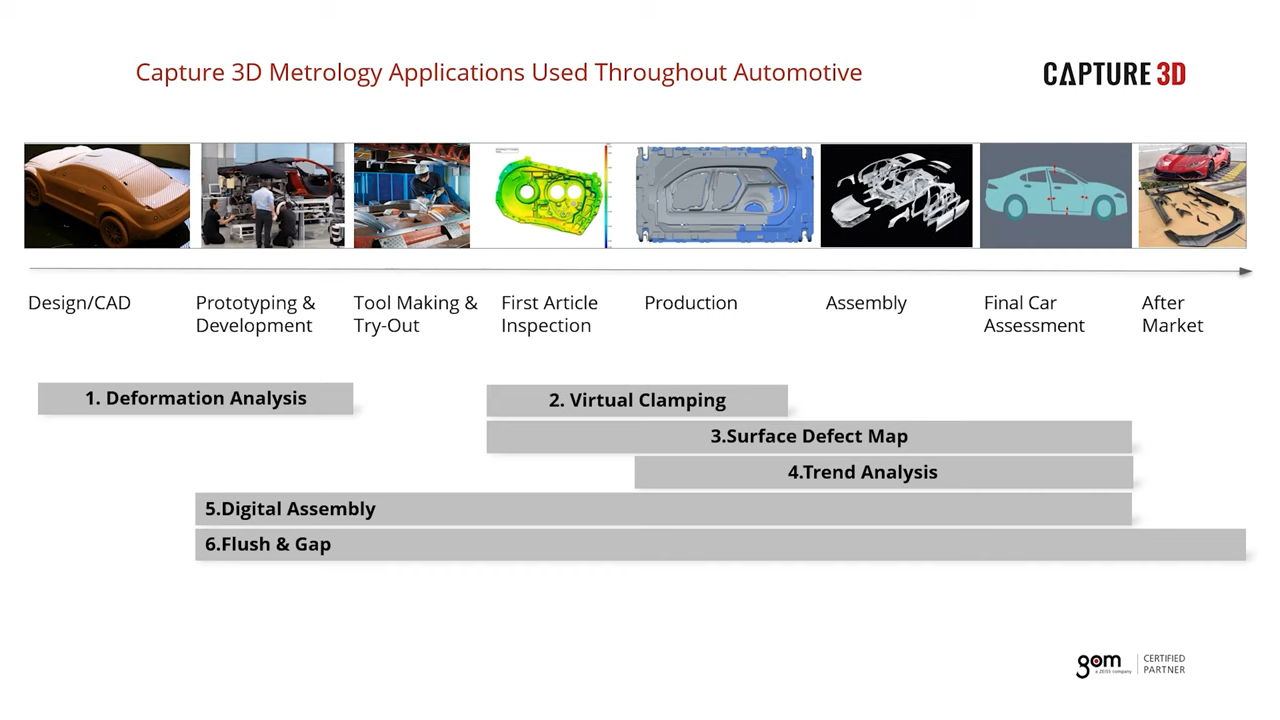 Capture 3D Metrology Applications Used Throughout Automotive
CAPTURE 3D
Design/CAD
Prototyping &
Development
Tool Making &
Try-Out
First Article
Inspection
Production
Assembly
Final Car
Assessment
After
Market
1. Deformation Analysis
2. Virtual Clamping
3.Surface Defect Map
4.Trend Analysis
5.Digital Assembly
6.Flush & Gap
gom
a ZEISS company
CERTIFIED
PARTNER